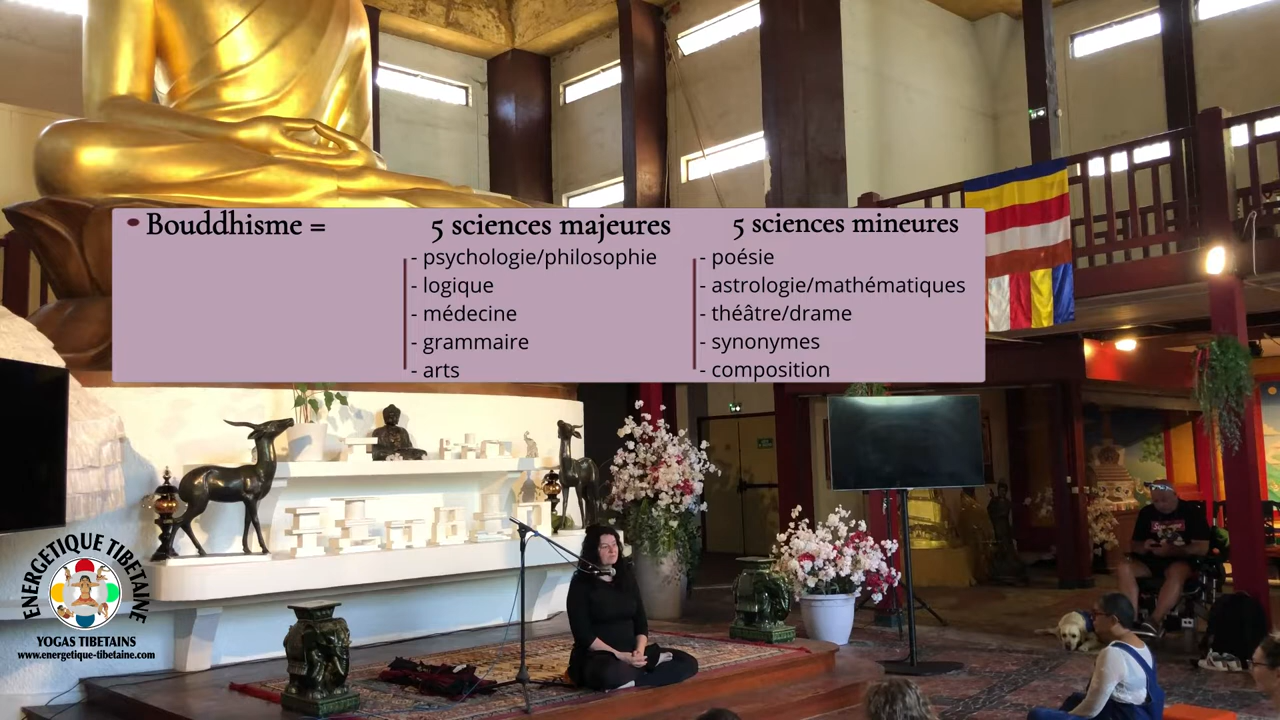 • Bouddhisme =
5 sciences majeures
- psychologie/philosophie
- logique
- médecine
- grammaire
- arts
5 sciences mineures
- poésie
- astrologie/mathématiques
- théâtre/drame
- synonymes
- composition
ENERGETIQUE TIBETAINE
YOGAS TIBETAINS
www.energetique-tibetaine.com